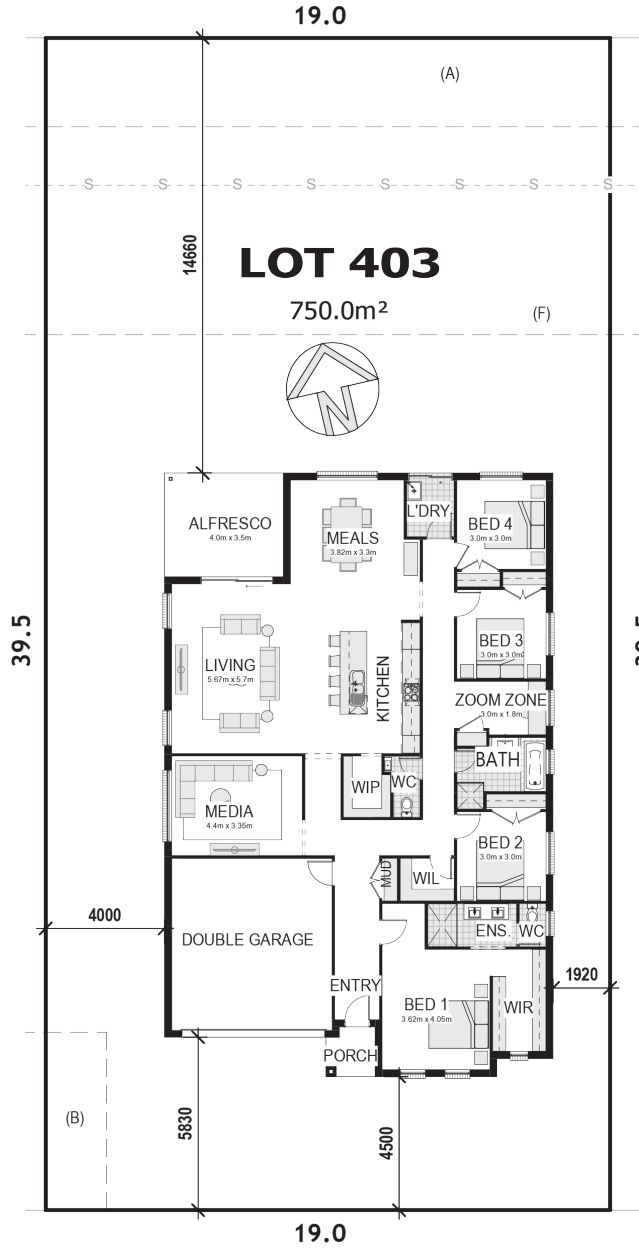 19.0
(A)
S S S S S S S S
14660
LOT 403
750.0m²
(F)
N
ALFRESCO
4.0m x 3.5m
MEALS
3.82m x 3.3m
L'DRY
BED 4
3.0m x 3.0m
39.5
LIVING
5.67m x 5.7m
KITCHEN
BED 3
3.0m x 3.0m
ZOOM ZONE
3.0m x 1.8m
BATH
WIP
WC
MEDIA
4.4m x 3.35m
BED 2
3.0m x 3.0m
MUD
WIL
4000
DOUBLE GARAGE
ENS.
WC
ENTRY
BED 1
3.62m x 4.05m
WIR
1920
PORCH
(B)
5830
4500
19.0